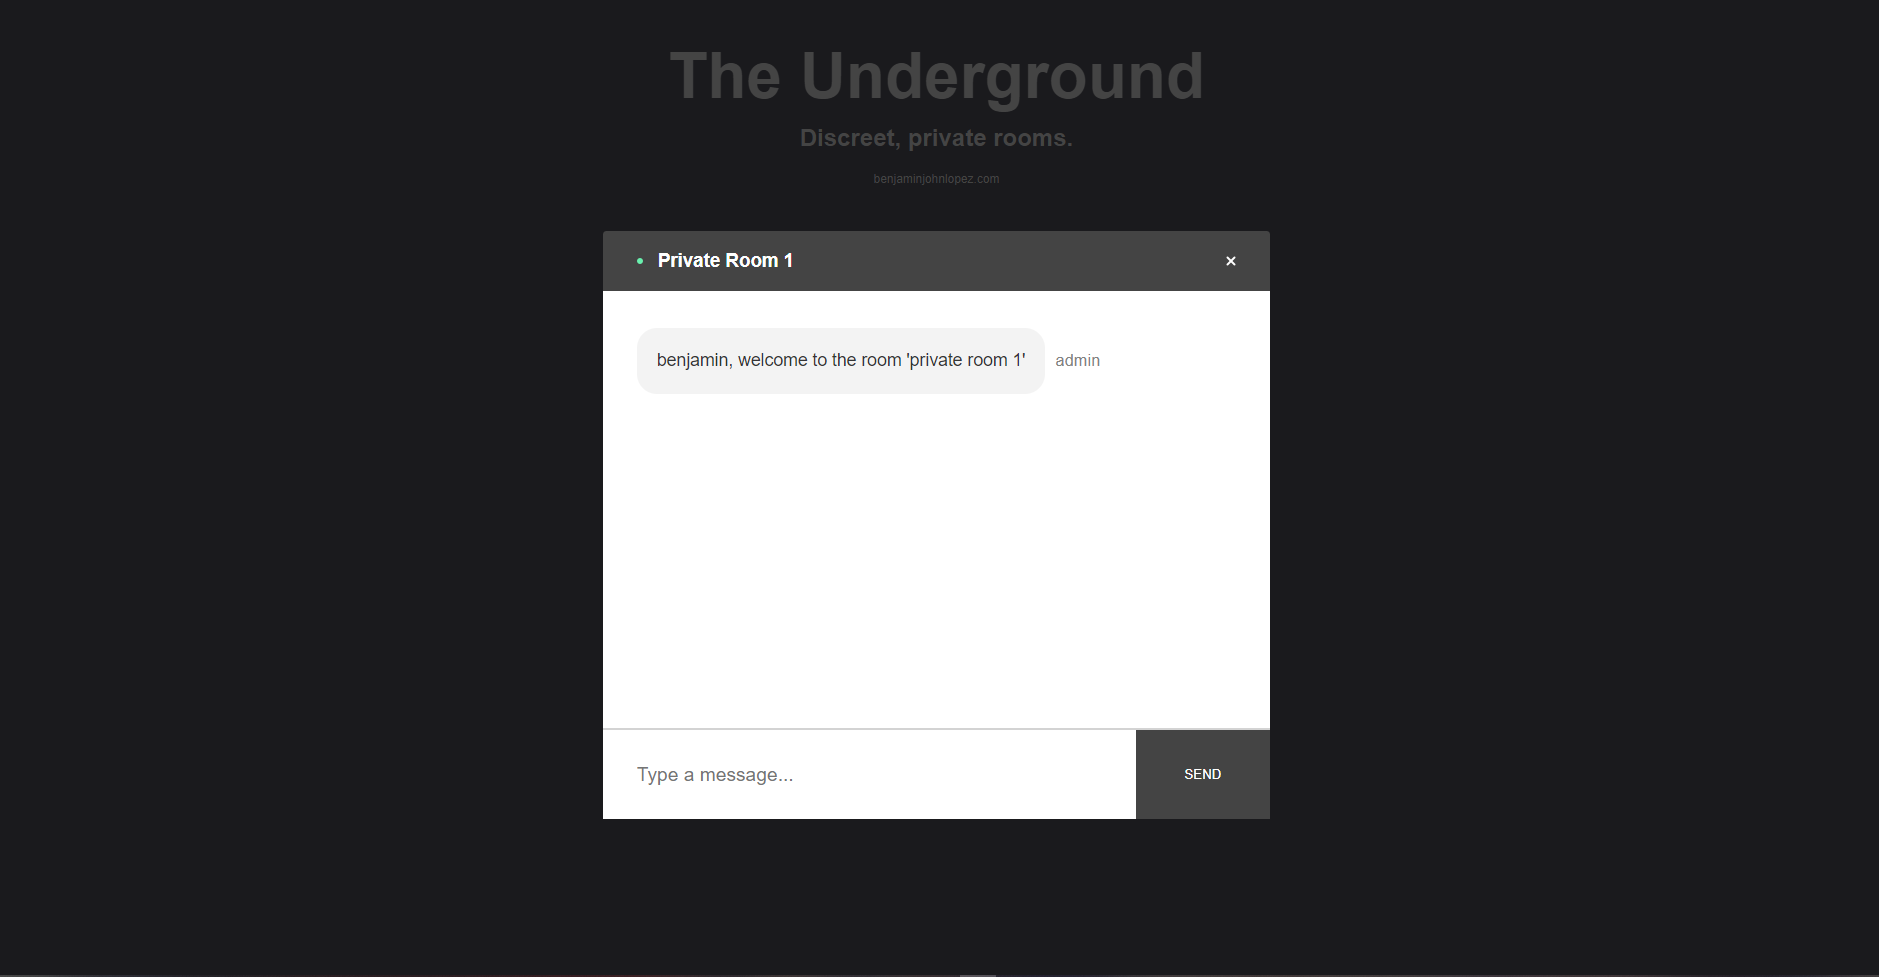 The Underground
Discreet, private rooms.
benjaminjohnlopez.com
Private Room 1
×
benjamin, welcome to the room 'private room 1'
admin
Type a message...
SEND